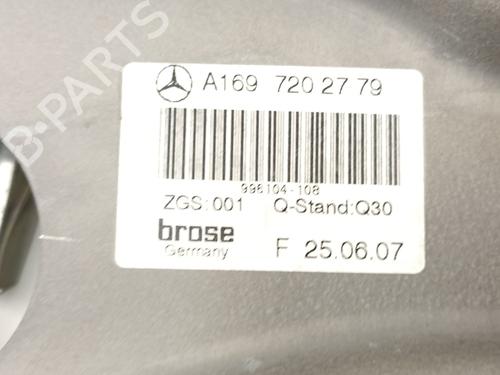 A169 720 27 79
996104-108
ZGS:001 Q-Stand:Q30
brose
Germany F 25.06.07
B-PARTS